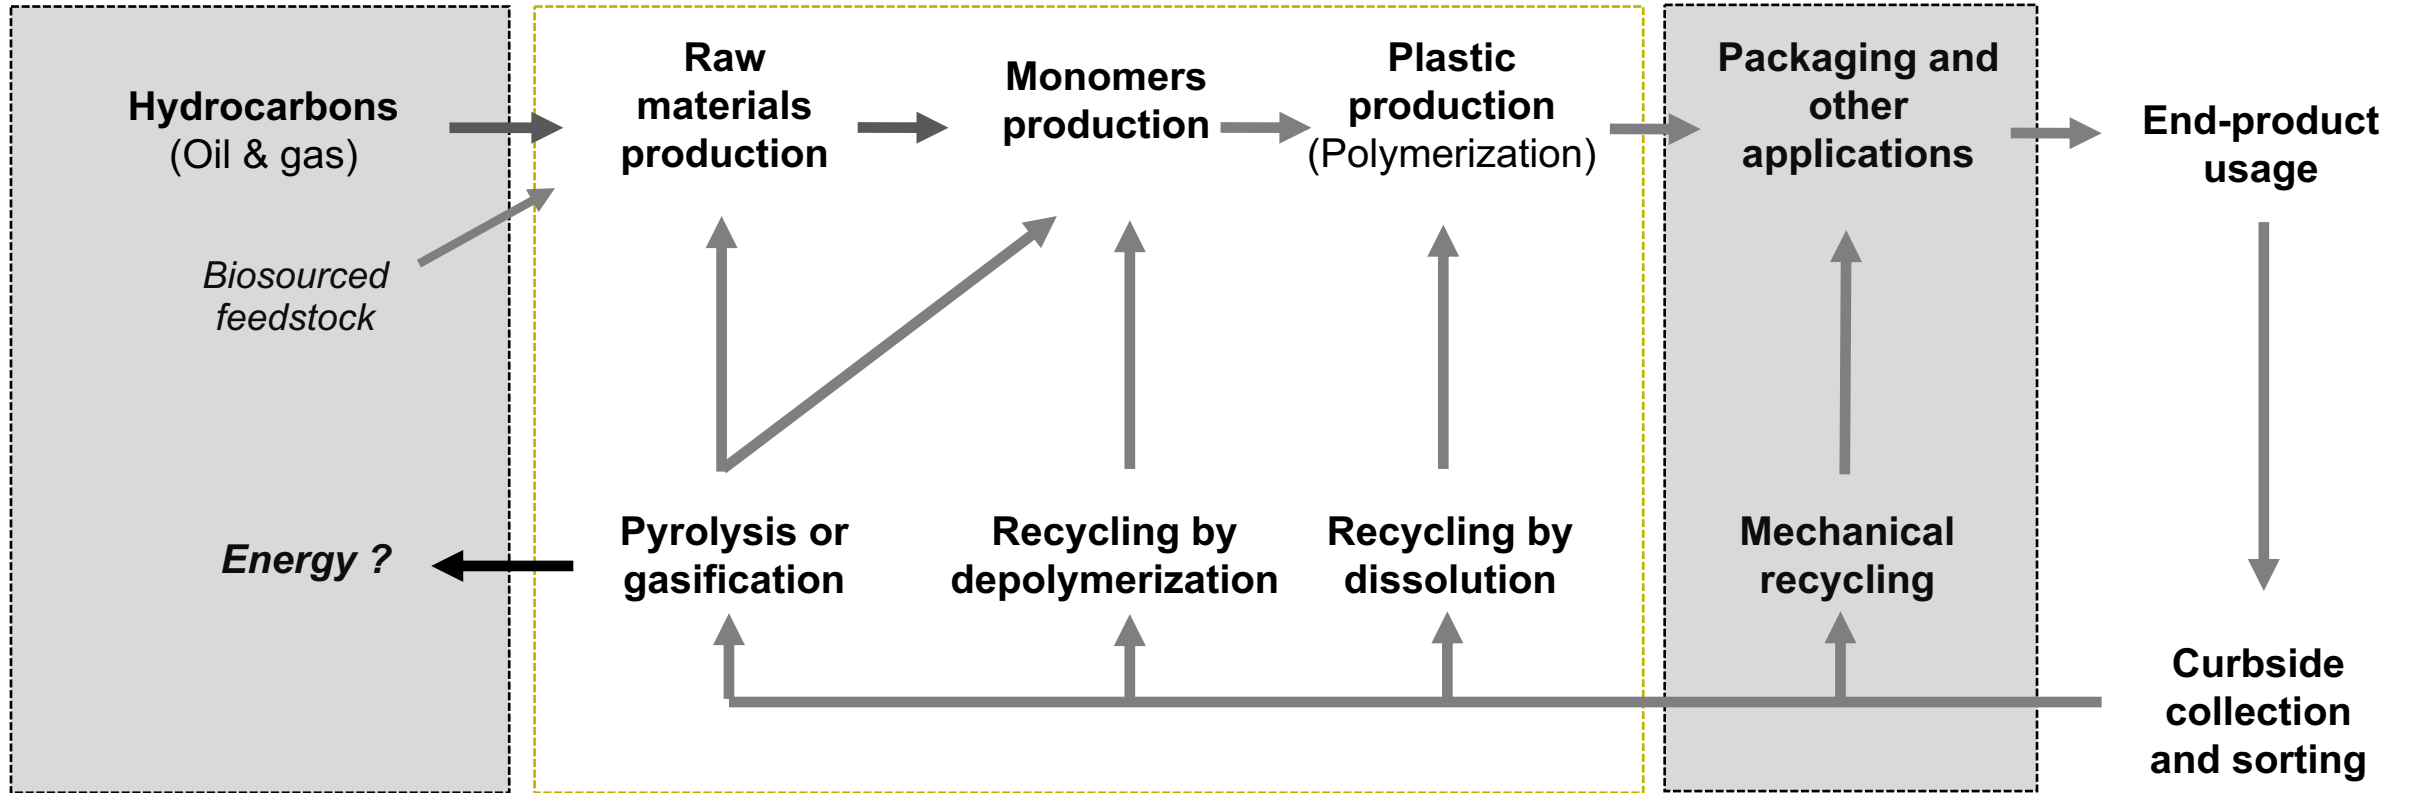 Hydrocarbons
(Oil & gas)
Biosourced
feedstock
Energy ?
Raw
materials
production
Monomers
production
Plastic
production
(Polymerization)
Pyrolysis or
gasification
Recycling by
depolymerization
Recycling by
dissolution
Packaging and
other
applications
Mechanical
recycling
End-product
usage
Curbside
collection
and sorting